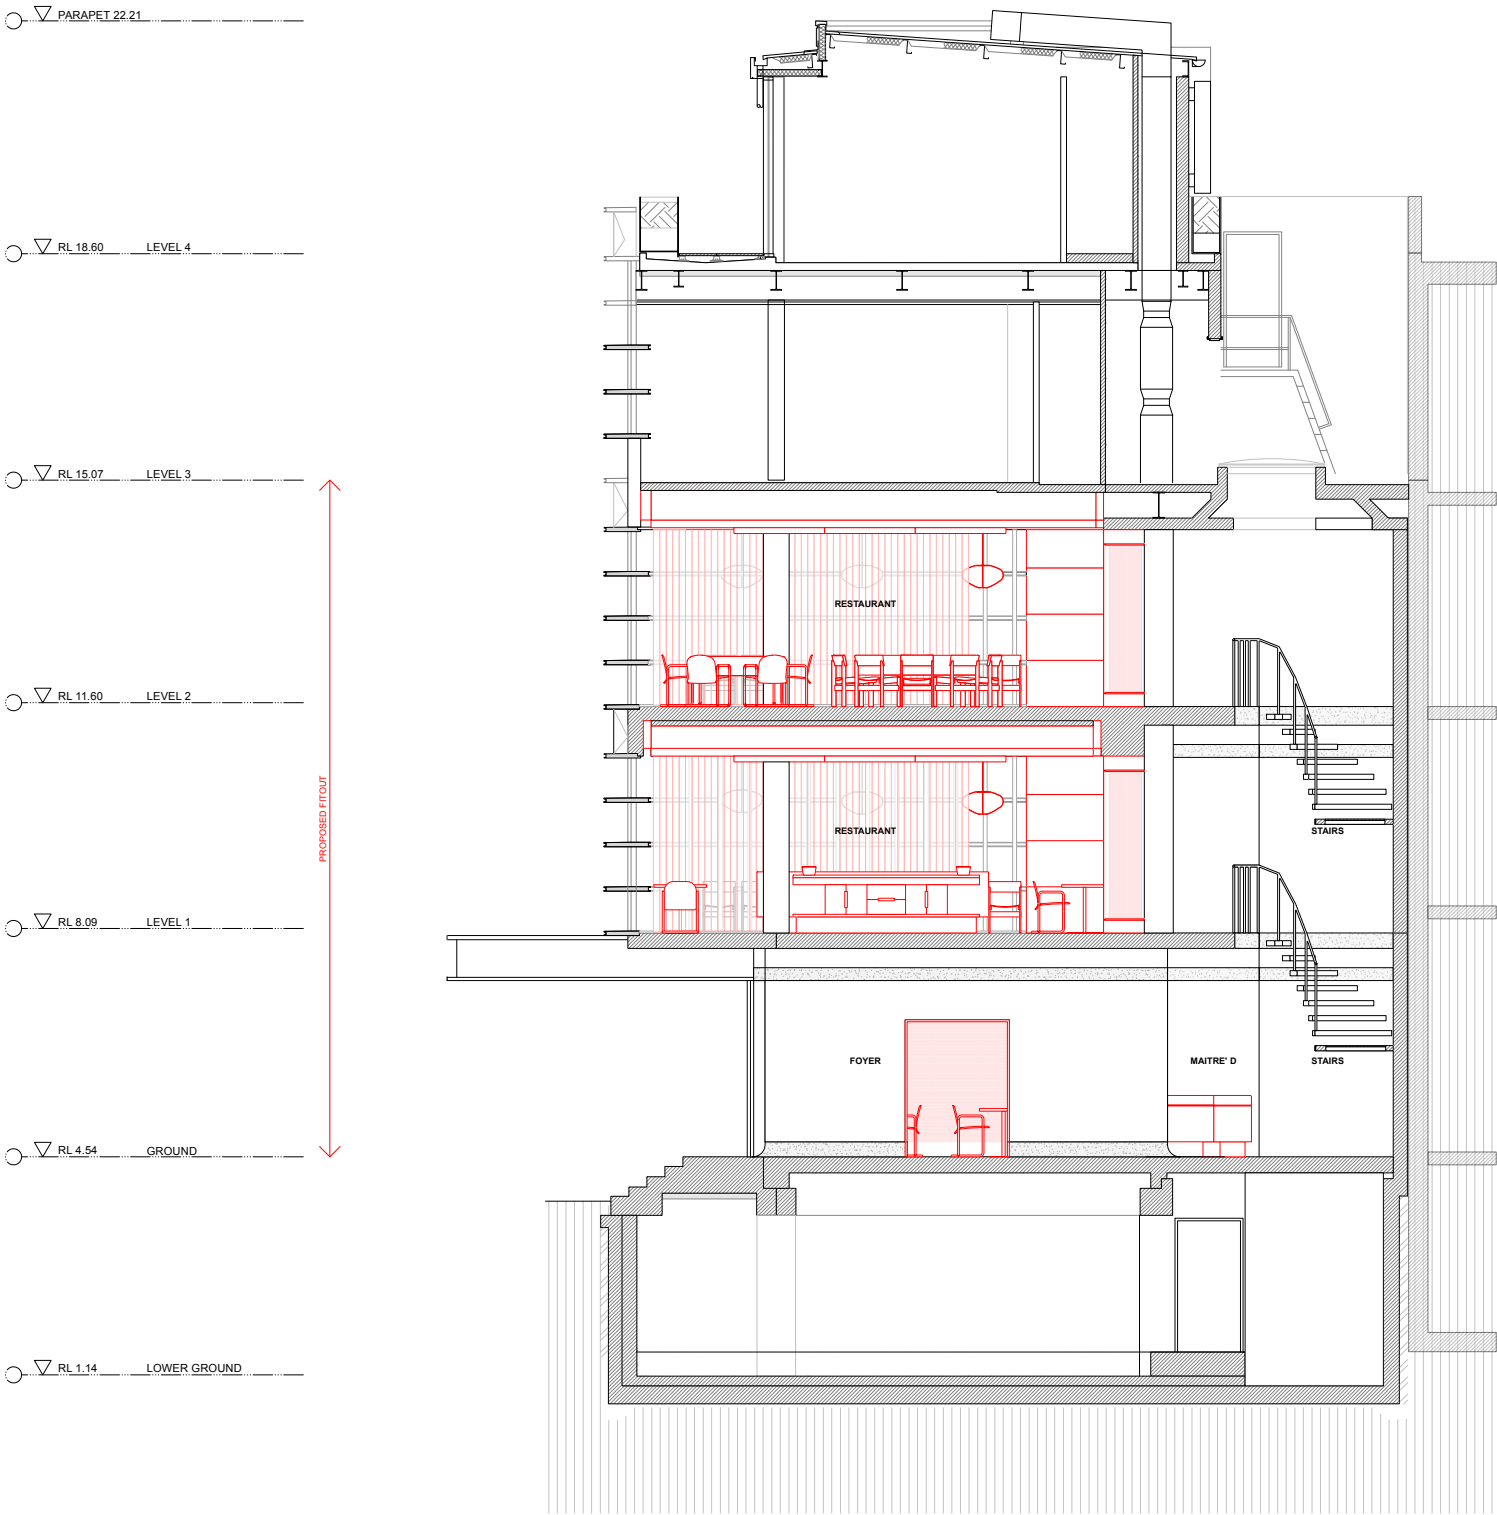 PARAPET 22.21
RL 18.60 LEVEL 4
RL 15.07 LEVEL 3
RESTAURANT
RL 11.60 LEVEL 2
PROPOSED FITOUT
RESTAURANT
STAIRS
RL 8.09 LEVEL 1
FOYER
MAITRE' D
STAIRS
RL 4.54 GROUND
RL 1.14 LOWER GROUND